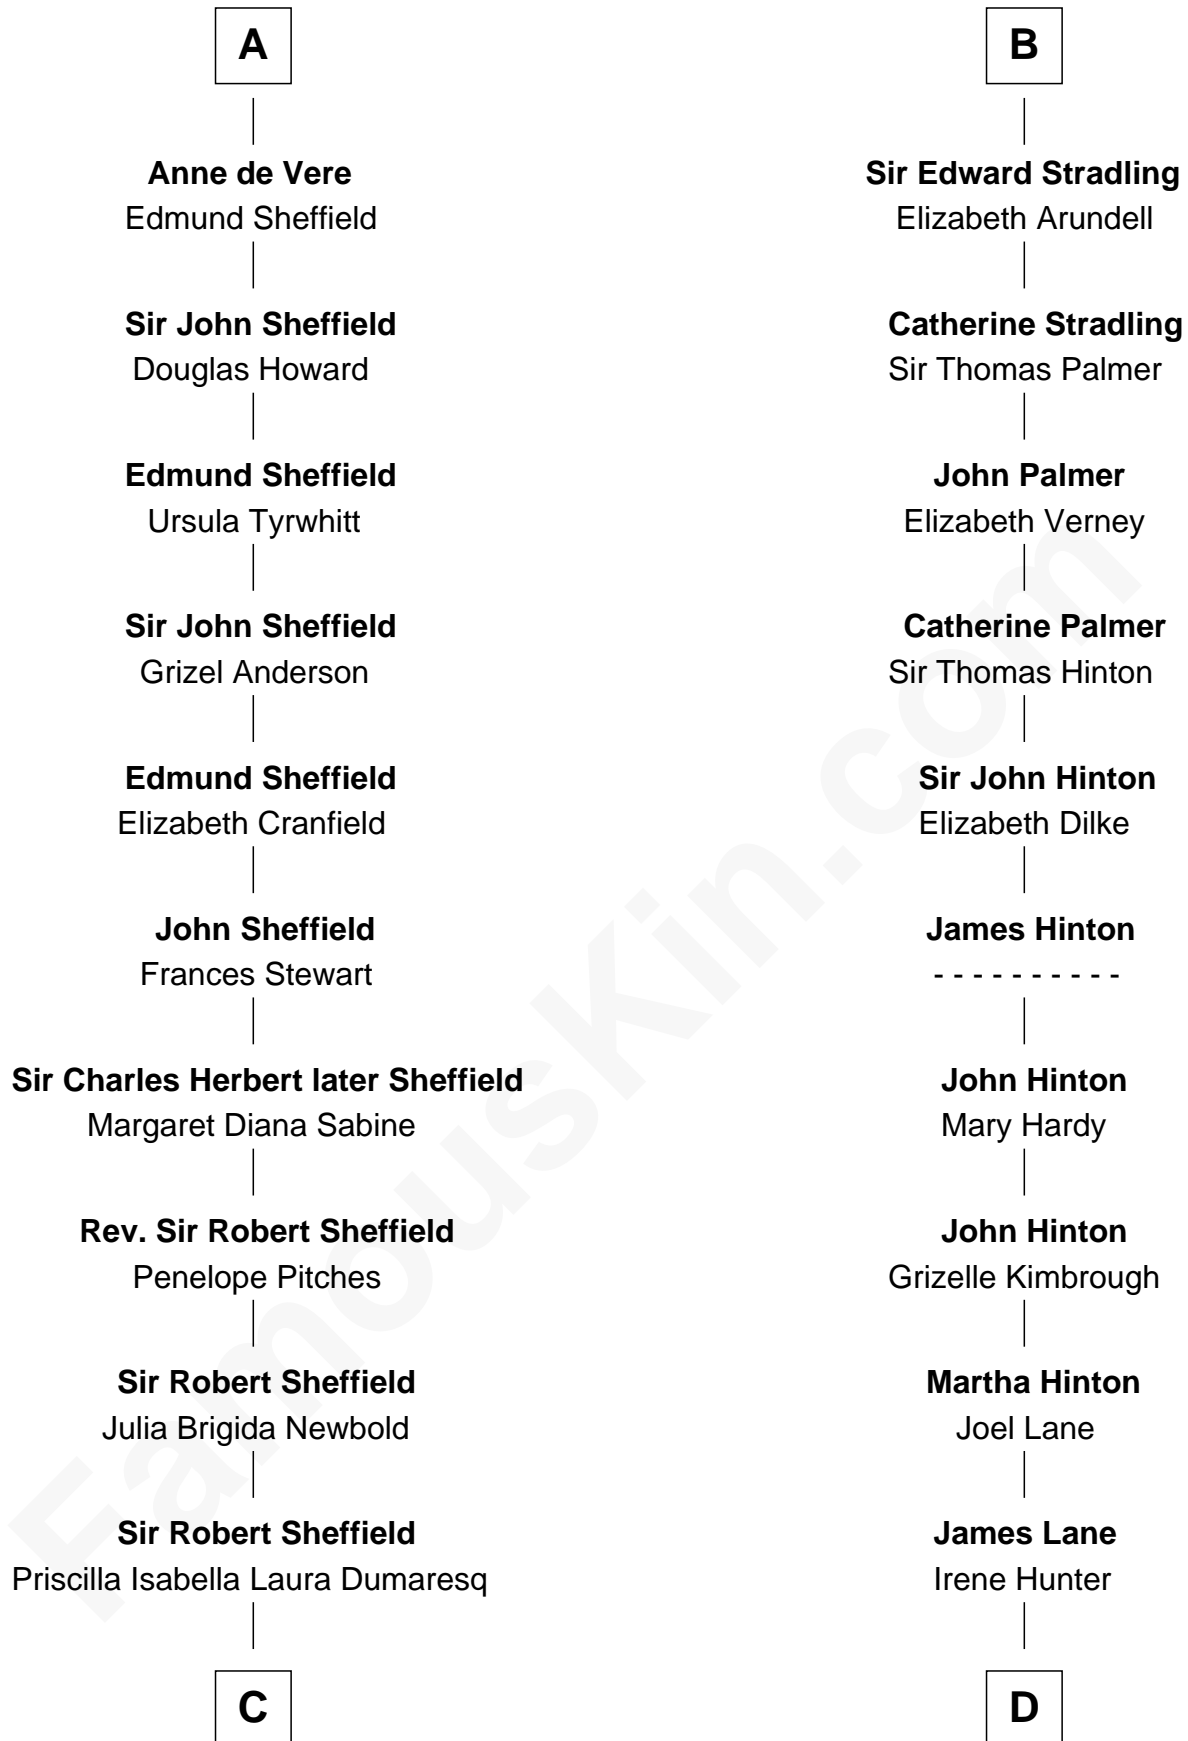 A
Anne de Vere
Edmund Sheffield
Sir John Sheffield
Douglas Howard
Edmund Sheffield
Ursula Tyrwhitt
Sir John Sheffield
Grizel Anderson
Edmund Sheffield
Elizabeth Cranfield
John Sheffield
Frances Stewart
Sir Charles Herbert later Sheffield
Margaret Diana Sabine
Rev. Sir Robert Sheffield
Penelope Pitches
Sir Robert Sheffield
Julia Brigida Newbold
Sir Robert Sheffield
Priscilla Isabella Laura Dumaresq
C
B
Sir Edward Stradling
Elizabeth Arundell
Catherine Stradling
Sir Thomas Palmer
John Palmer
Elizabeth Verney
Catherine Palmer
Sir Thomas Hinton
Sir John Hinton
Elizabeth Dilke
James Hinton
- - - - - - - - - -
John Hinton
Mary Hardy
John Hinton
Grizelle Kimbrough
Martha Hinton
Joel Lane
James Lane
Irene Hunter
D
FamousKin.com